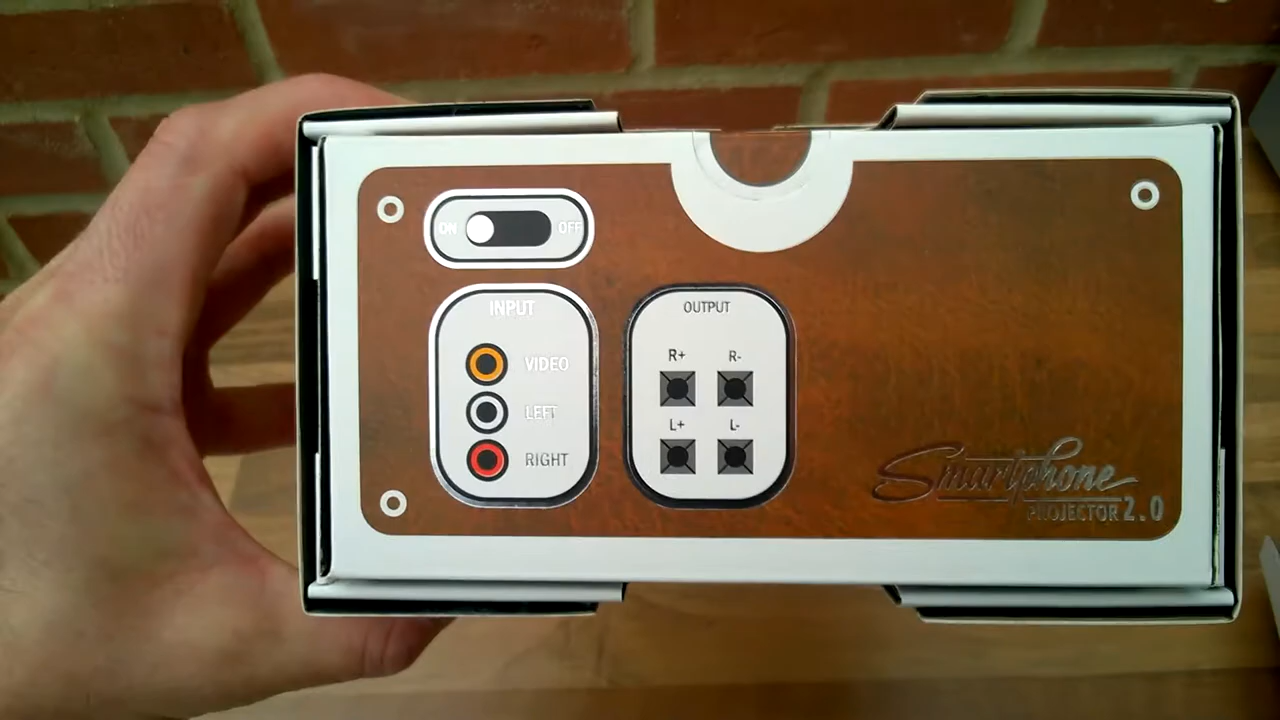 ON OFF
INPUT
VIDEO
LEFT
RIGHT
OUTPUT
R+ R-
L+ L-
Smartphone
PROJECTOR 2.0